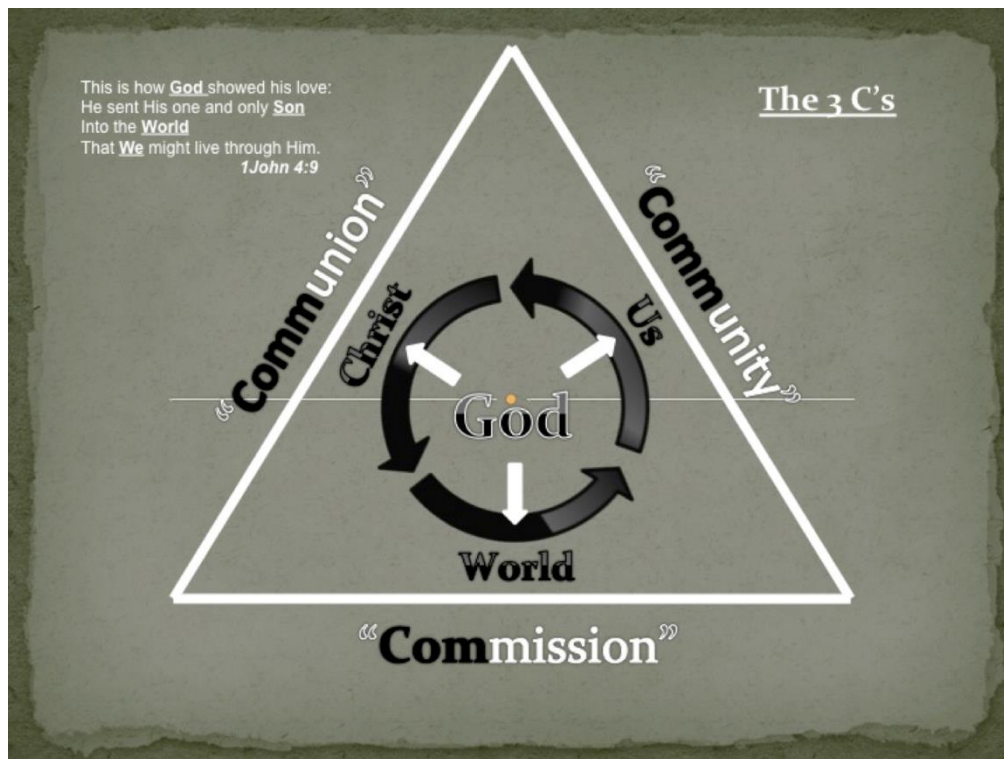 This is how God showed his love:
He sent His one and only Son
Into the World
That We might live through Him.
1John 4:9
The 3 C’s
“Communion”
“Community”
Christ
Us
God
World
“Commission”